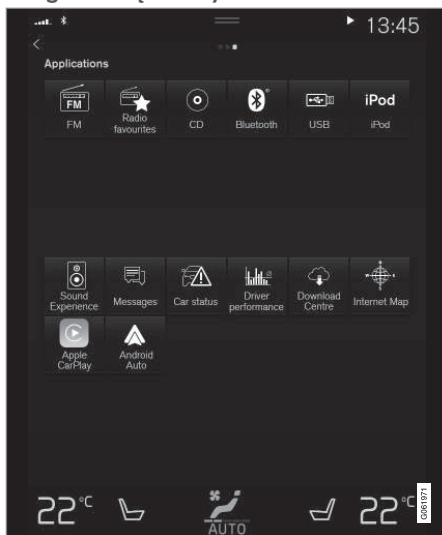 13:45
Applications
FM
FM
Radio
favourites
CD
Bluetooth
USB
iPod
iPod
Sound
Experience
Messages
Car status
Driver
performance
Download
Centre
Internet Map
Apple
CarPlay
Android
Auto
22°C
AUTO
22°C
G061971